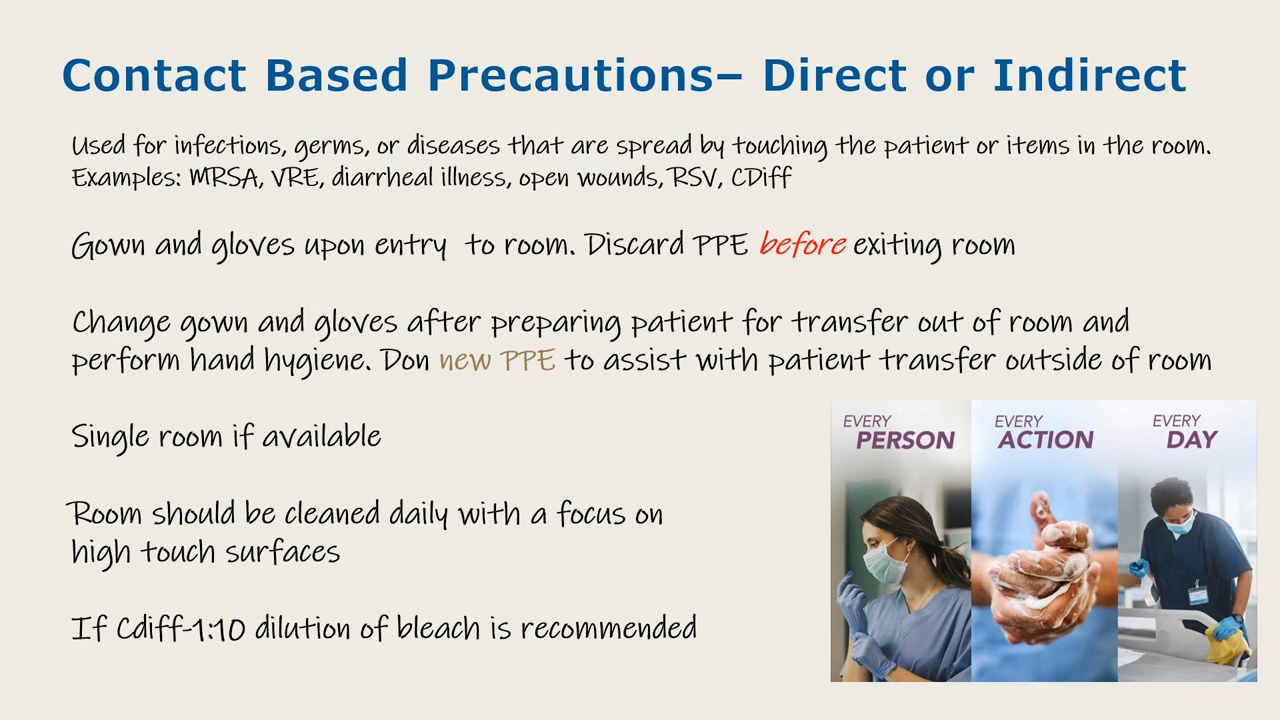 Contact Based Precautions– Direct or Indirect
Used for infections, germs, or diseases that are spread by touching the patient or items in the room.
Examples: MRSA, VRE, diarrheal illness, open wounds, RSV, CDiff
Gown and gloves upon entry  to room. Discard PPE before exiting room
Change gown and gloves after preparing patient for transfer out of room and
perform hand hygiene. Don new PPE to assist with patient transfer outside of room
Single room if available
Room should be cleaned daily with a focus on
high touch surfaces
If Cdiff-1:10 dilution of bleach is recommended
EVERY
PERSON
EVERY
ACTION
EVERY
DAY